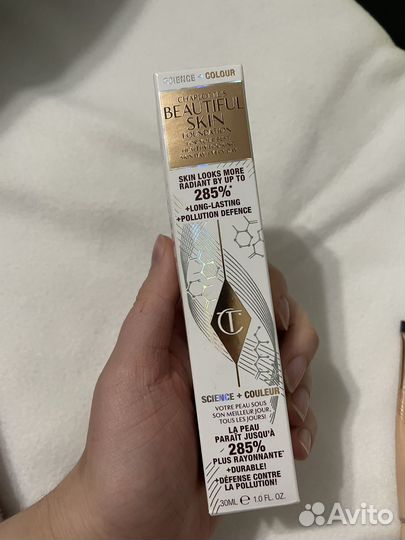 SCIENCE + COLOUR
CHARLOTTE'S
BEAUTIFUL
SKIN
FOUNDATION
SKIN LOOKS MORE
RADIANT BY UP TO
285%*
+LONG-LASTING
+POLLUTION DEFENCE
CT
SCIENCE + COULEUR
VOTRE PEAU SOUS
SON MEILLEUR JOUR,
TOUS LES JOURS!
LA PEAU
PARAÎT JUSQU'À
285%
PLUS RAYONNANTE*
+DURABLE!
+DÉFENSE CONTRE
LA POLLUTION!
30ML ℮ 1.0 FL. OZ.
Avito